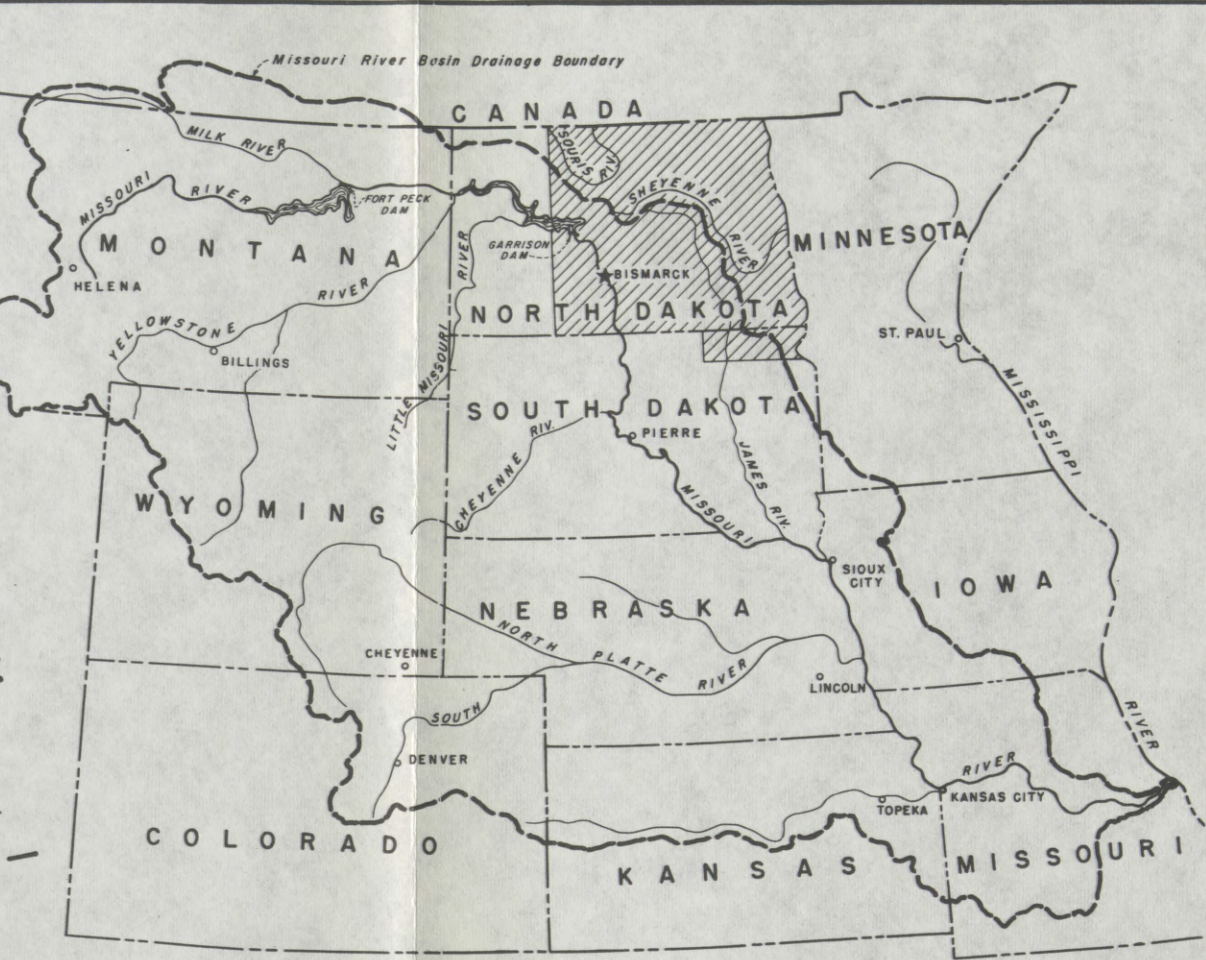 Missouri River Basin Drainage Boundary
CANADA
MILK RIVER
SOURIS RIV.
MISSOURI RIVER
FORT PECK DAM
SHEYENNE RIVER
MONTANA
GARRISON DAM
MINNESOTA
HELENA
BISMARCK
RIVER
NORTH DAKOTA
YELLOWSTONE RIVER
BILLINGS
ST. PAUL
LITTLE MISSOURI
SOUTH DAKOTA
MISSISSIPPI
CHEYENNE RIV.
PIERRE
JAMES RIV.
WYOMING
MISSOURI
SIOUX CITY
IOWA
NEBRASKA
NORTH PLATTE RIVER
CHEYENNE
LINCOLN
SOUTH
RIVER
DENVER
RIVER
KANSAS CITY
TOPEKA
COLORADO
KANSAS
MISSOURI